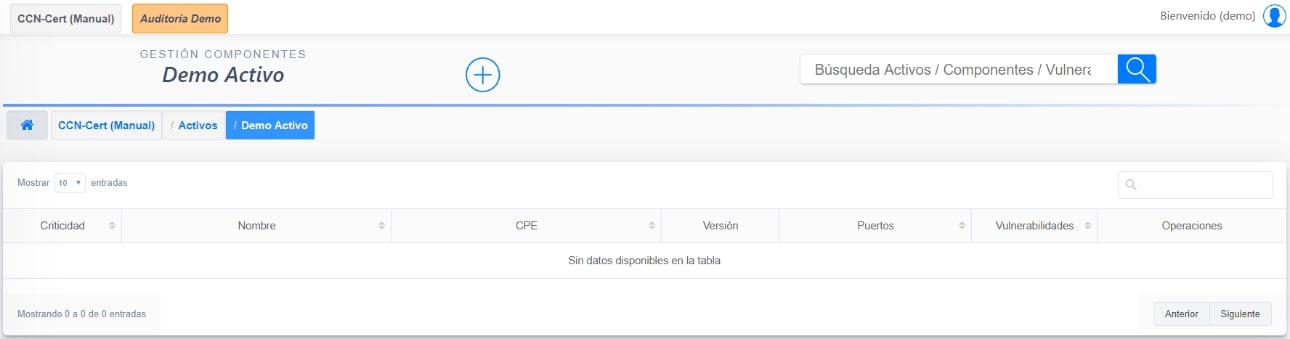 CCN-Cert (Manual) Auditoría Demo Bienvenido (demo)
GESTIÓN COMPONENTES
Demo Activo
Búsqueda Activos / Componentes / Vulnera
CCN-Cert (Manual) / Activos / Demo Activo
Mostrar 10 entradas
Criticidad Nombre CPE Versión Puertos Vulnerabilidades Operaciones
Sin datos disponibles en la tabla
Mostrando 0 a 0 de 0 entradas Anterior Siguiente